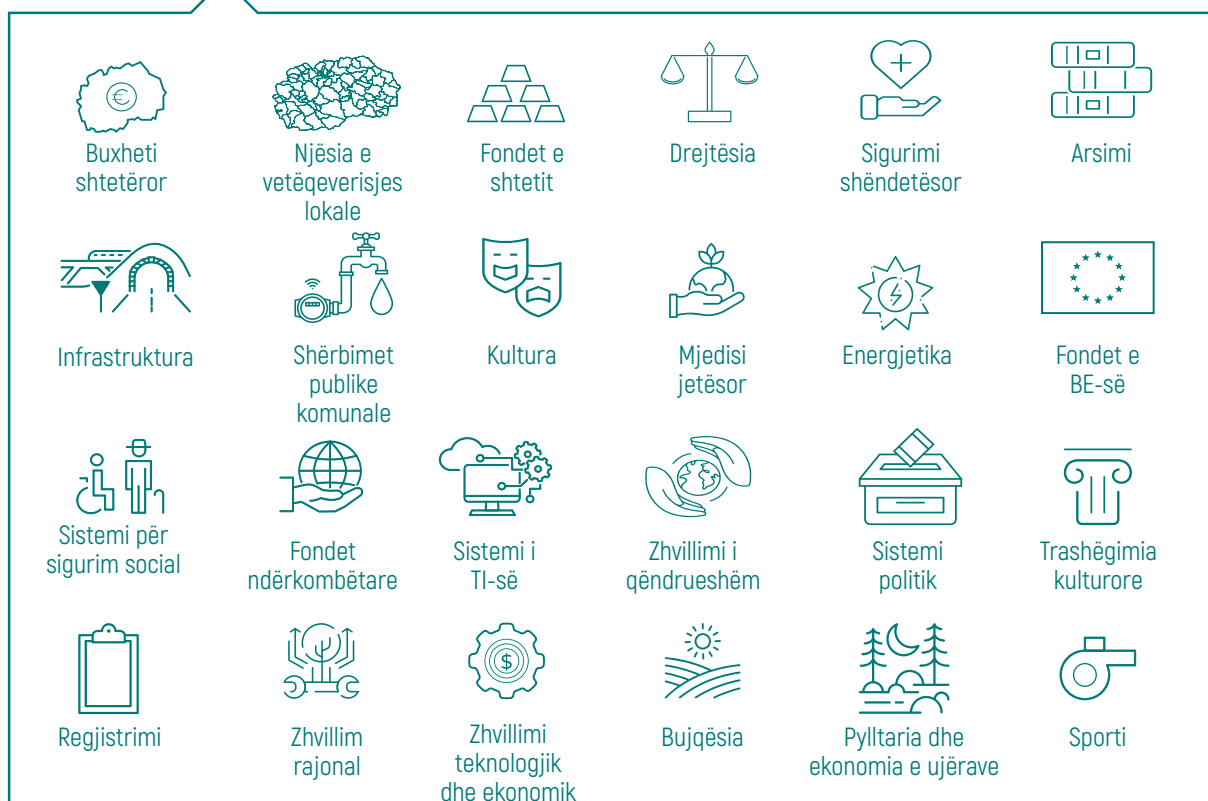 Buxheti
shtetëror
Njësia e
vetëqeverisjes
lokale
Fondet e
shtetit
Drejtësia
Sigurimi
shëndetësor
Arsimi
Infrastruktura
Shërbimet
publike
komunale
Kultura
Mjedisi
jetësor
Energjetika
Fondet e
BE-së
Sistemi për
sigurim social
Fondet
ndërkombëtare
Sistemi i
TI-së
Zhvillimi i
qëndrueshëm
Sistemi
politik
Trashëgimia
kulturore
Regjistrimi
Zhvillim
rajonal
Zhvillimi
teknologjik
dhe ekonomik
Bujqësia
Pylltaria dhe
ekonomia e ujërave
Sporti